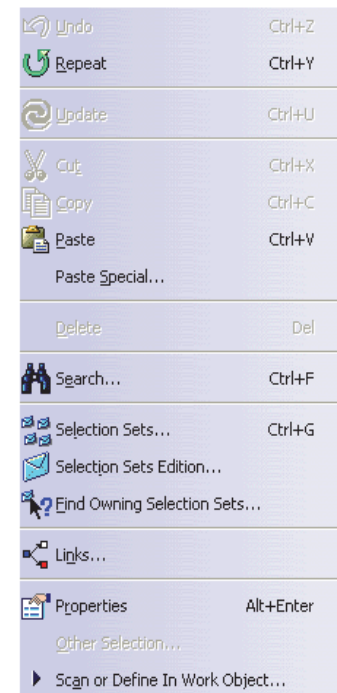 Undo Ctrl+Z
Repeat Ctrl+Y
Update Ctrl+U
Cut Ctrl+X
Copy Ctrl+C
Paste Ctrl+V
Paste Special...
Delete Del
Search... Ctrl+F
Selection Sets... Ctrl+G
Selection Sets Edition...
Find Owning Selection Sets...
Links...
Properties Alt+Enter
Other Selection...
Scan or Define In Work Object...